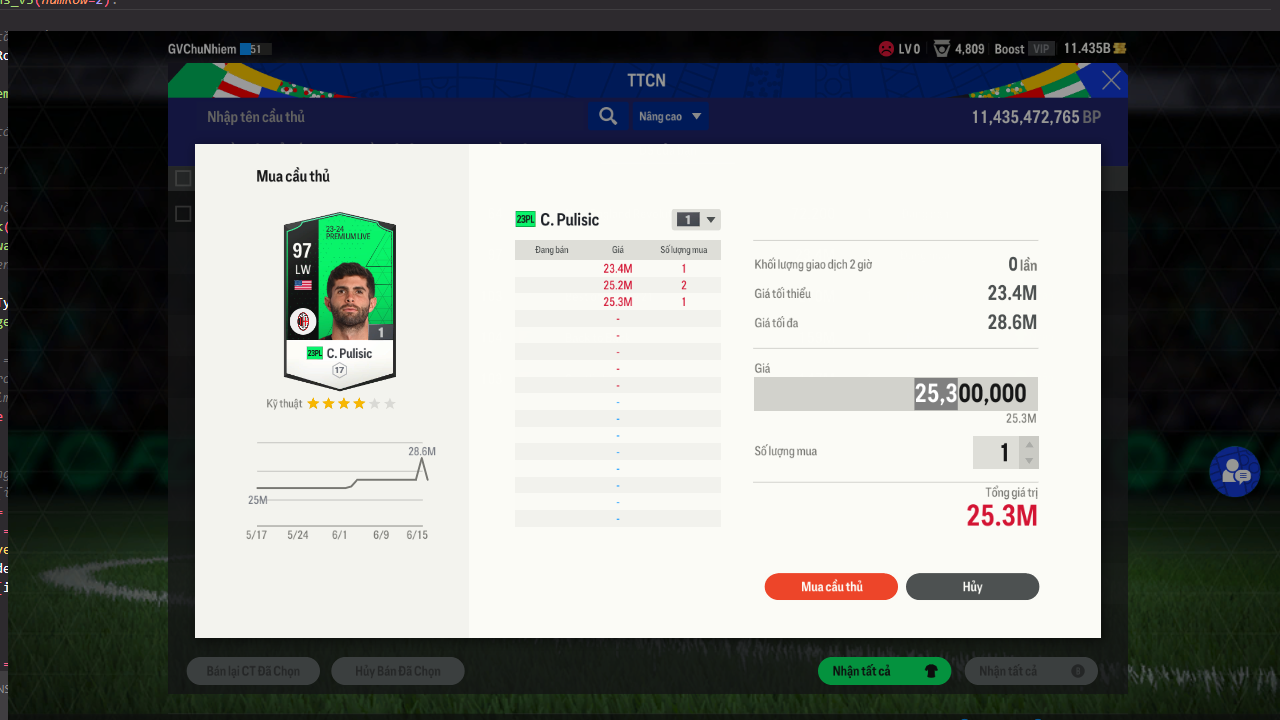 ns_v3(numRow=2):
GVChuNhiem 51
LV 0 4,809 Boost VIP 11.435B
TTCN
Nhập tên cầu thủ
Nâng cao
11,435,472,765 BP
Mua cầu thủ
97
LW
23-24
PREMIUM LIVE
1
23PL C. Pulisic
17
Kỹ thuật
28.6M
25M
5/17 5/24 6/1 6/9 6/15
23PL C. Pulisic 1
Đang bán Giá Số lượng mua
23.4M 1
25.2M 2
25.3M 1
-
-
-
-
-
-
-
-
-
-
-
-
-
Khối lượng giao dịch 2 giờ 0 lần
Giá tối thiểu 23.4M
Giá tối đa 28.6M
Giá
25,300,000
25.3M
Số lượng mua 1
Tổng giá trị
25.3M
Mua cầu thủ Hủy
Bán lại CT Đã Chọn Hủy Bán Đã Chọn Nhận tất cả Nhận tất cả